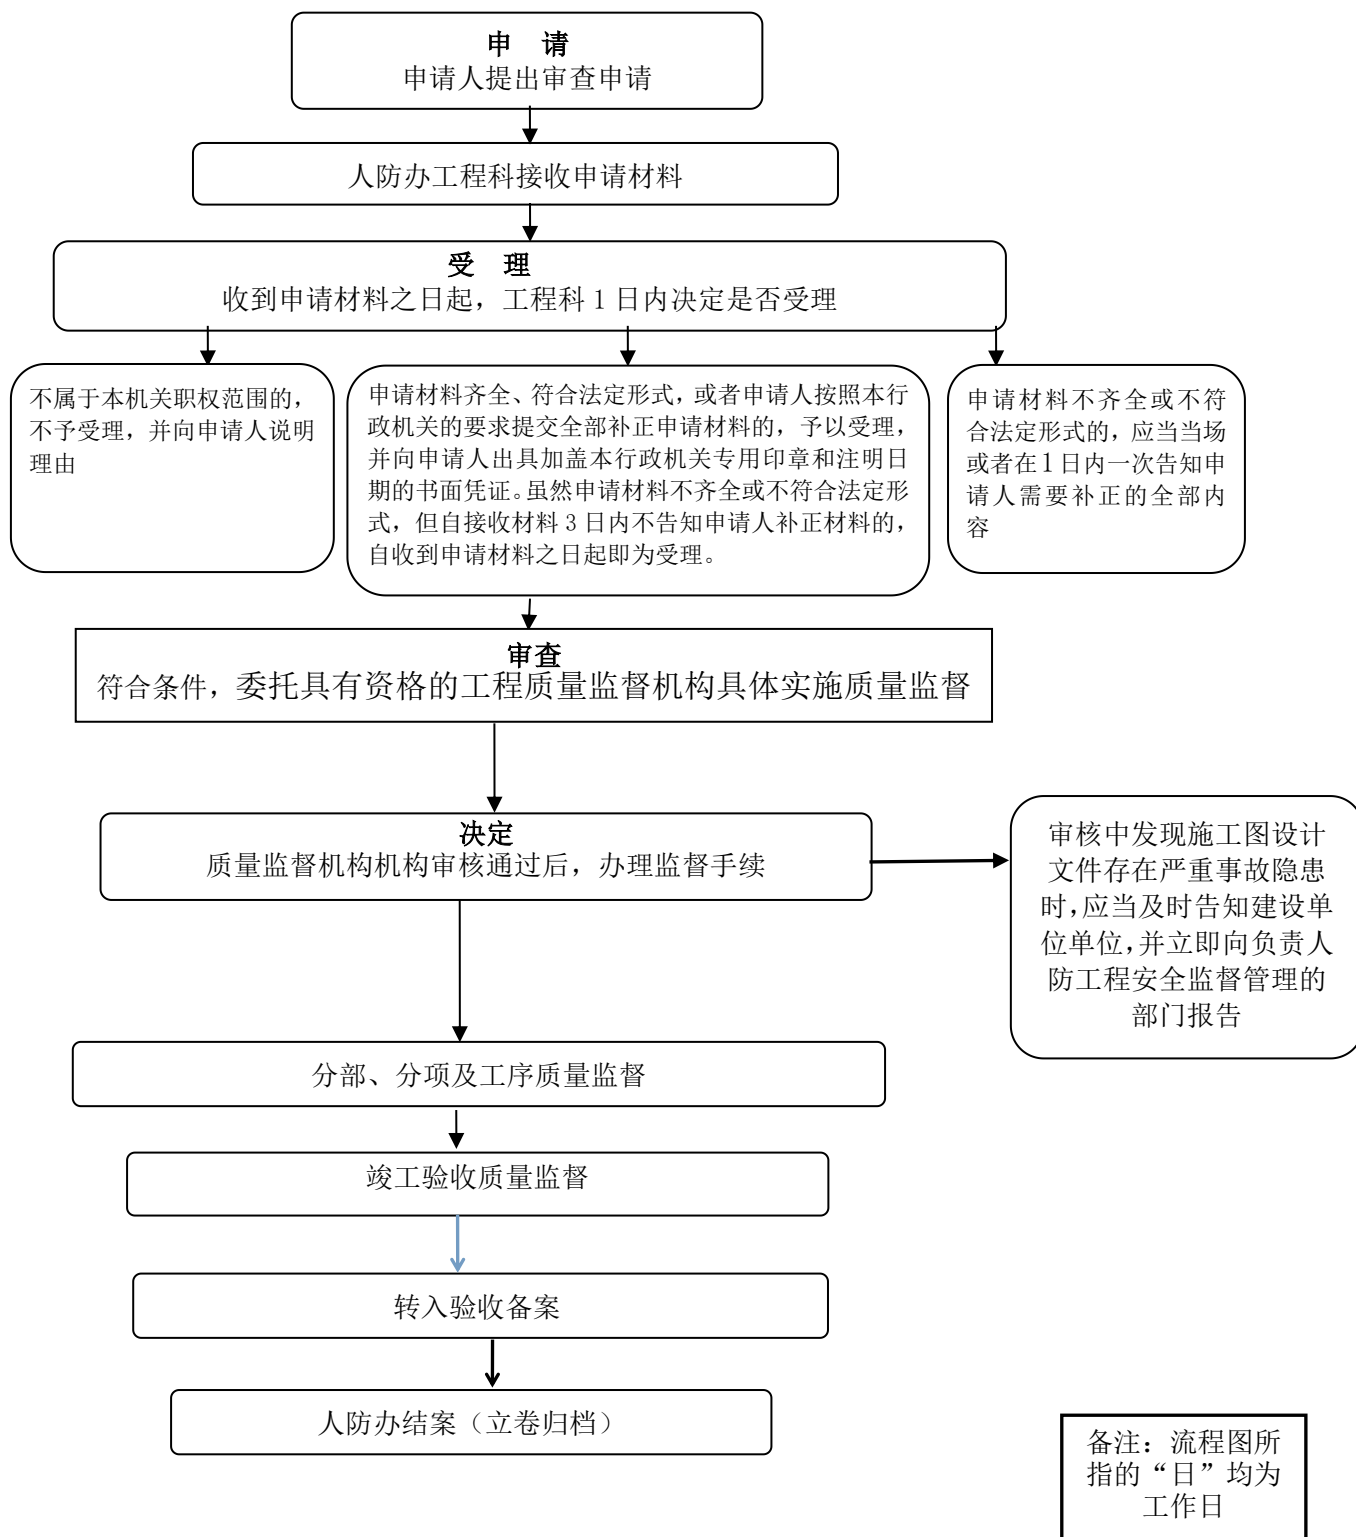 申 请
申请人提出审查申请
人防办工程科接收申请材料
受 理
收到申请材料之日起，工程科 1 日内决定是否受理
不属于本机关职权范围的，
不予受理，并向申请人说明
理由
申请材料齐全、符合法定形式，或者申请人按照本行
政机关的要求提交全部补正申请材料的，予以受理，
并向申请人出具加盖本行政机关专用印章和注明日
期的书面凭证。虽然申请材料不齐全或不符合法定形
式，但自接收材料 3 日内不告知申请人补正材料的，
自收到申请材料之日起即为受理。
申请材料不齐全或不符
合法定形式的，应当当场
或者在 1 日内一次告知申
请人需要补正的全部内
容
审查
符合条件，委托具有资格的工程质量监督机构具体实施质量监督
决定
质量监督机构机构审核通过后，办理监督手续
审核中发现施工图设计
文件存在严重事故隐患
时，应当及时告知建设单
位单位，并立即向负责人
防工程安全监督管理的
部门报告
分部、分项及工序质量监督
竣工验收质量监督
转入验收备案
人防办结案（立卷归档）
备注：流程图所
指的“日”均为
工作日